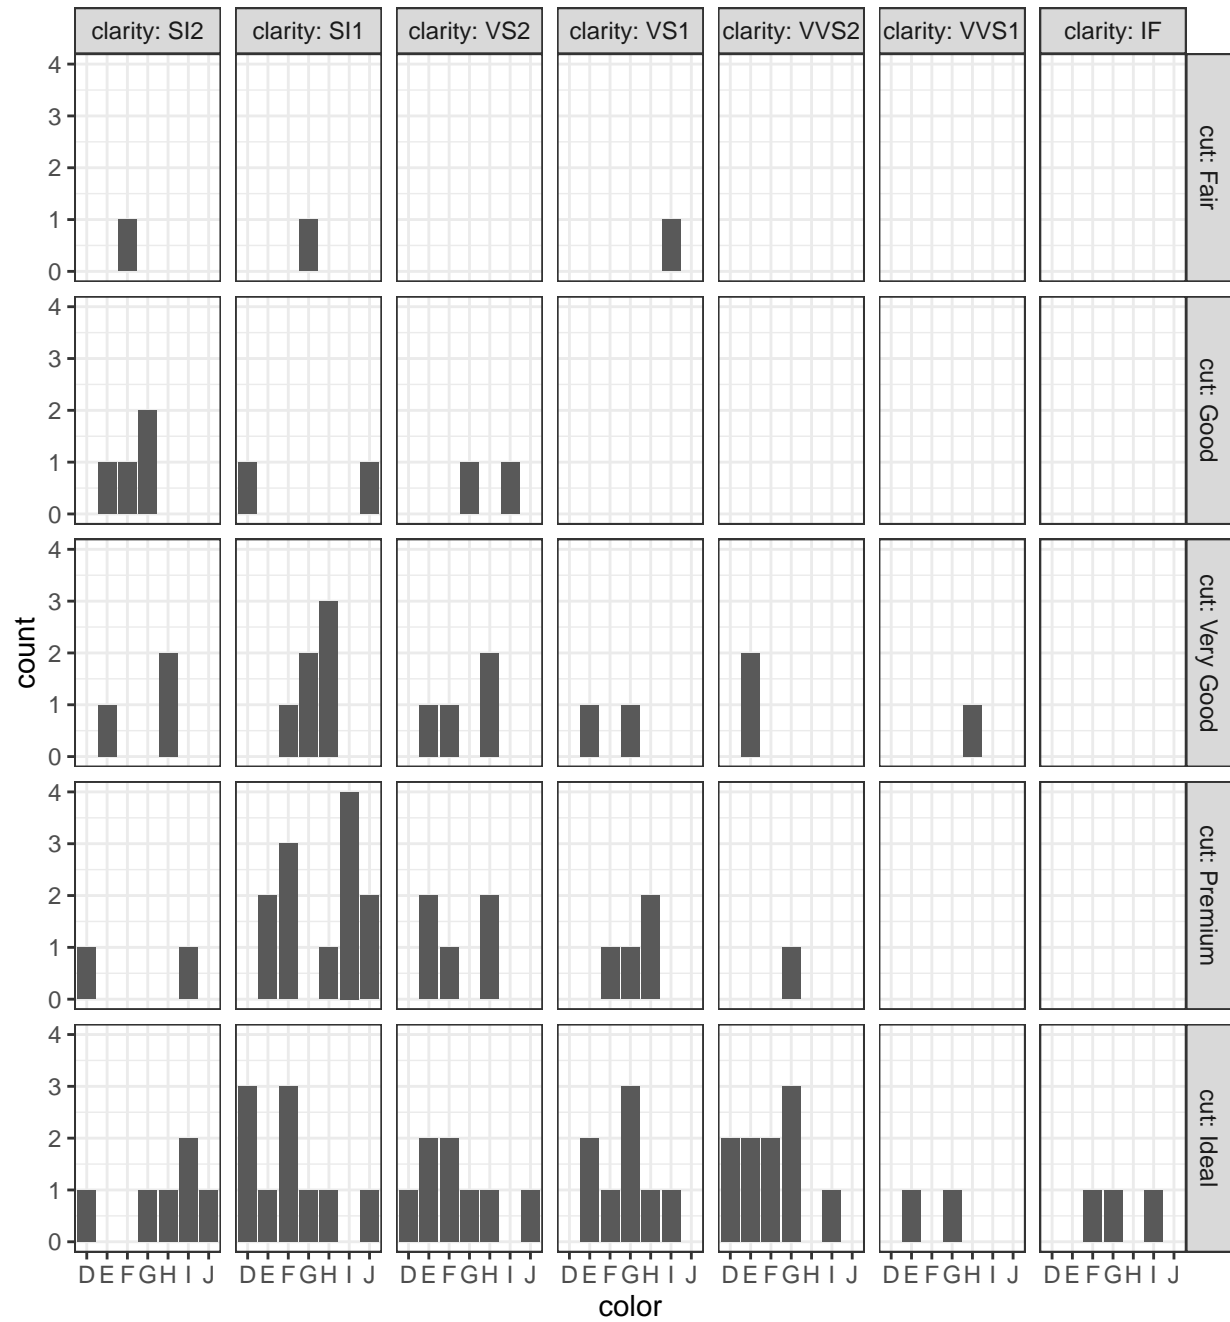 clarity: SI2 clarity: SI1 clarity: VS2 clarity: VS1 clarity: VVS2 clarity: VVS1 clarity: IF
4
3
2
1
0
cut: Fair
4
3
2
1
0
cut: Good
4
3
2
1
0
cut: Very Good
4
3
2
1
0
cut: Premium
4
3
2
1
0
cut: Ideal
count
D E F G H I J D E F G H I J D E F G H I J D E F G H I J D E F G H I J D E F G H I J D E F G H I J
color